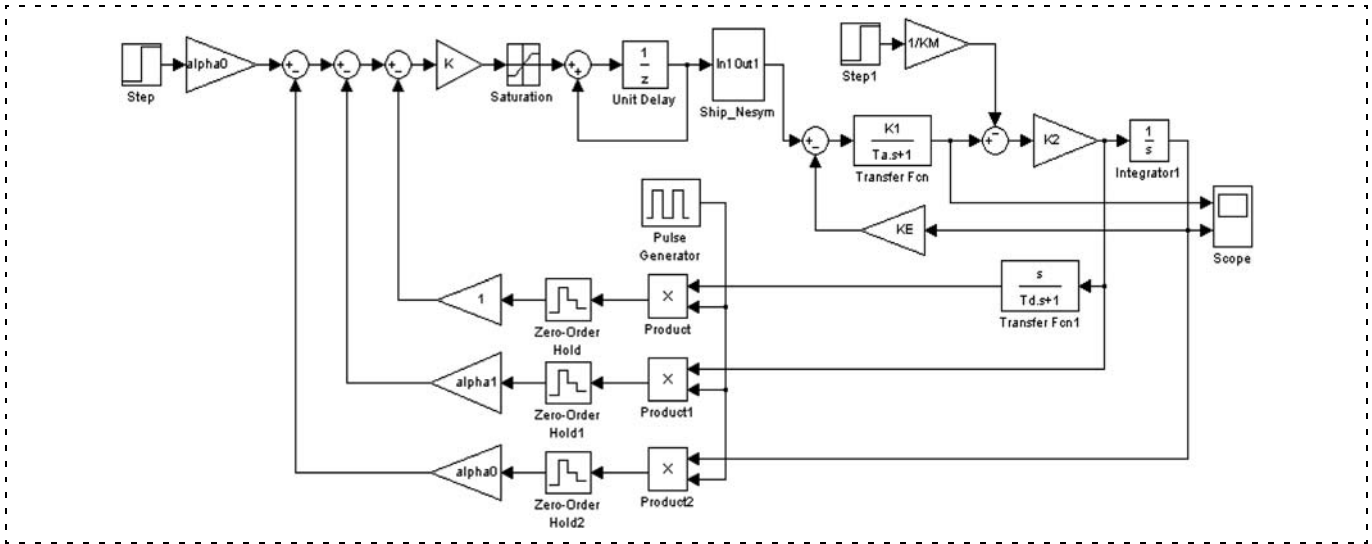 Step
alpha0
K
Saturation
1
z
Unit Delay
In1 Out1
Ship_Nesym
Step1
1/KM
K1
Ta.s+1
Transfer Fcn
K2
1
s
Integrator1
Scope
KE
Pulse
Generator
s
Td.s+1
Transfer Fcn1
1
Zero-Order
Hold
×
Product
alpha1
Zero-Order
Hold1
×
Product1
alpha0
Zero-Order
Hold2
×
Product2